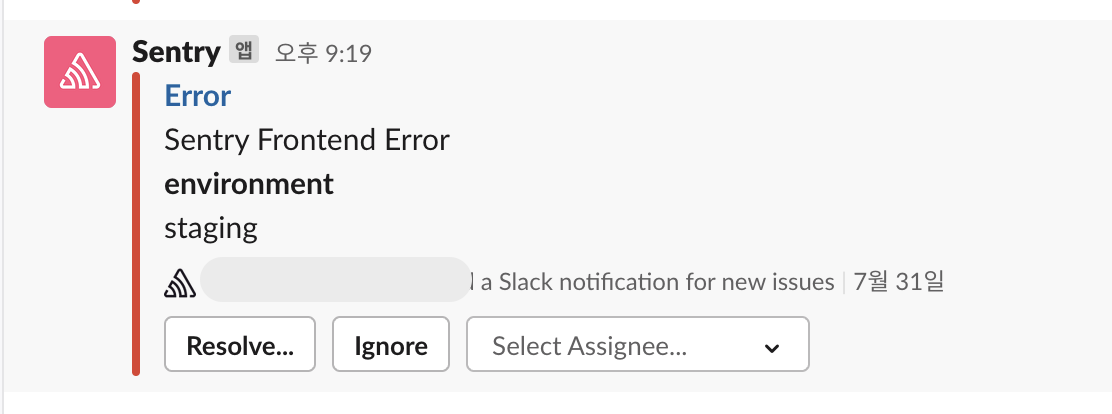 Sentry 앱 오후 9:19
Error
Sentry Frontend Error
environment
staging
a Slack notification for new issues | 7월 31일
Resolve... Ignore Select Assignee...